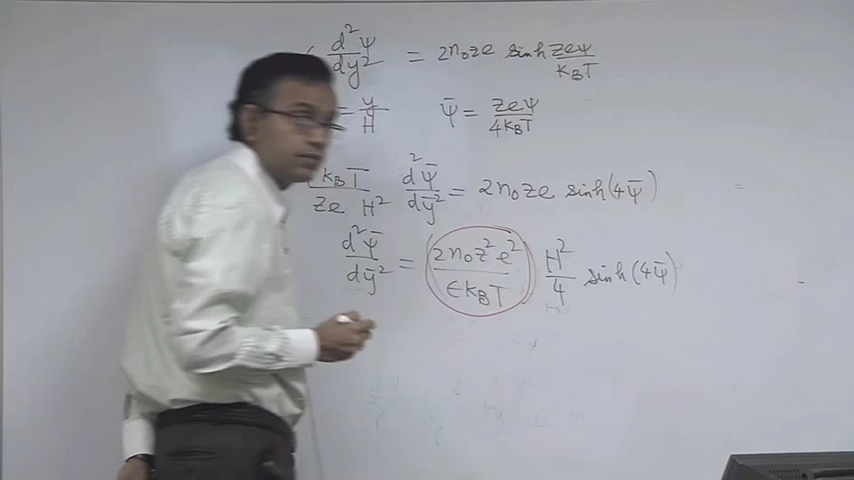 d²ψ/dy² = 2n₀ze sinh zeψ/k_BT
= y/H    ψ̄ = zeψ/4k_BT
k_BT/ze H² d²ψ̄/dȳ² = 2n₀ze sinh(4ψ̄)
d²ψ̄/dȳ² = (2n₀z²e²/∈k_BT) H²/4 sinh(4ψ̄)